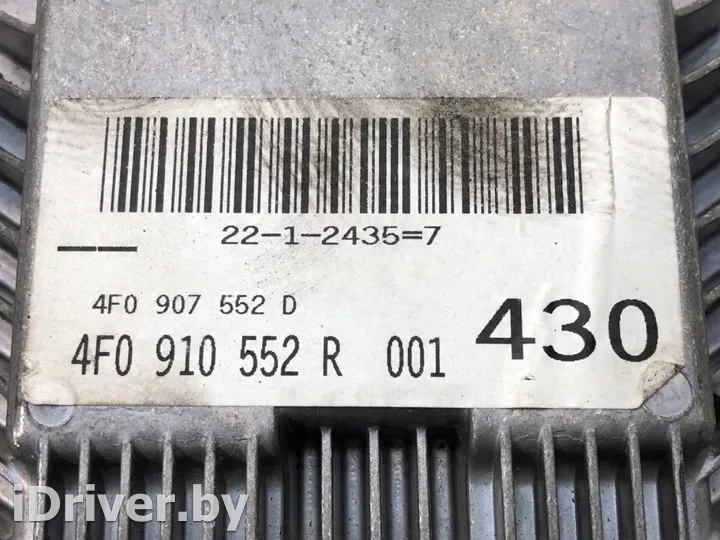 22-1-2435=7
4F0 907 552 D
4F0 910 552 R 001 430
iDriver.by